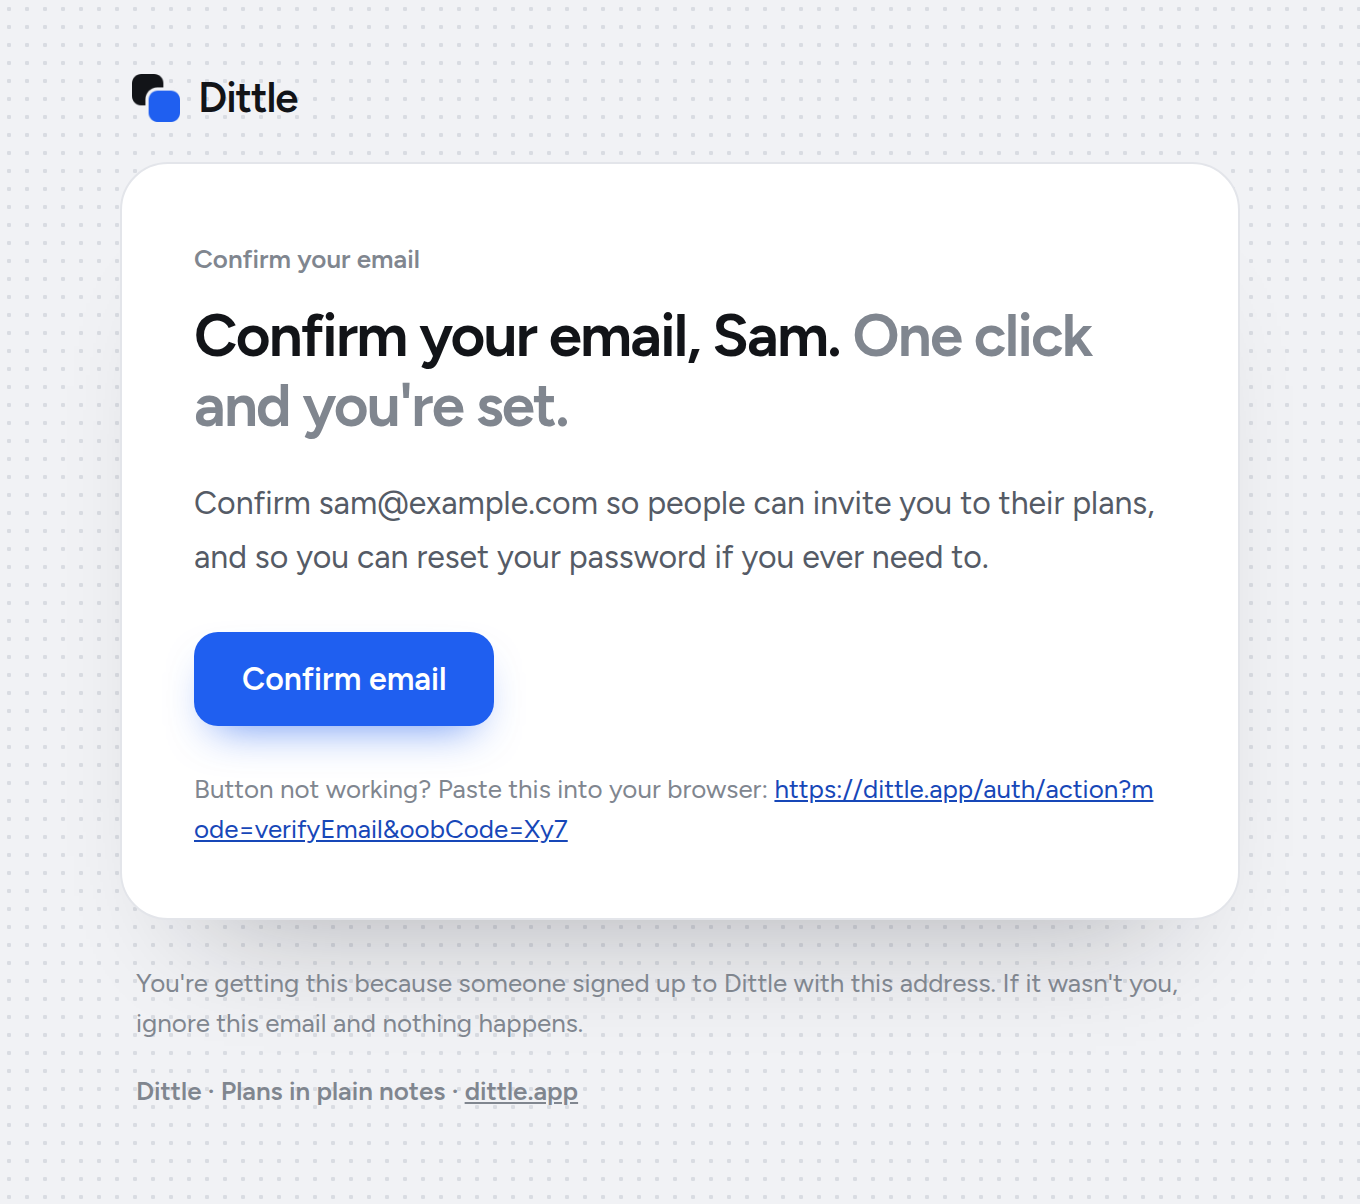 Dittle
Confirm your email
Confirm your email, Sam. One click
and you're set.
Confirm sam@example.com so people can invite you to their plans,
and so you can reset your password if you ever need to.
Confirm email
Button not working? Paste this into your browser: https://dittle.app/auth/action?m
ode=verifyEmail&oobCode=Xy7
You're getting this because someone signed up to Dittle with this address. If it wasn't you,
ignore this email and nothing happens.
Dittle · Plans in plain notes · dittle.app